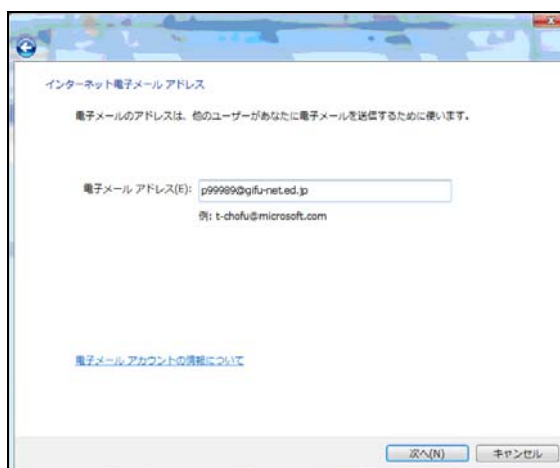 インターネット電子メール アドレス
電子メールのアドレスは、他のユーザーがあなたに電子メールを送信するために使います。
電子メール アドレス(E): p99989@gifu-net.ed.jp
例: t-chofu@microsoft.com
電子メール アカウントの情報について
次へ(N) キャンセル